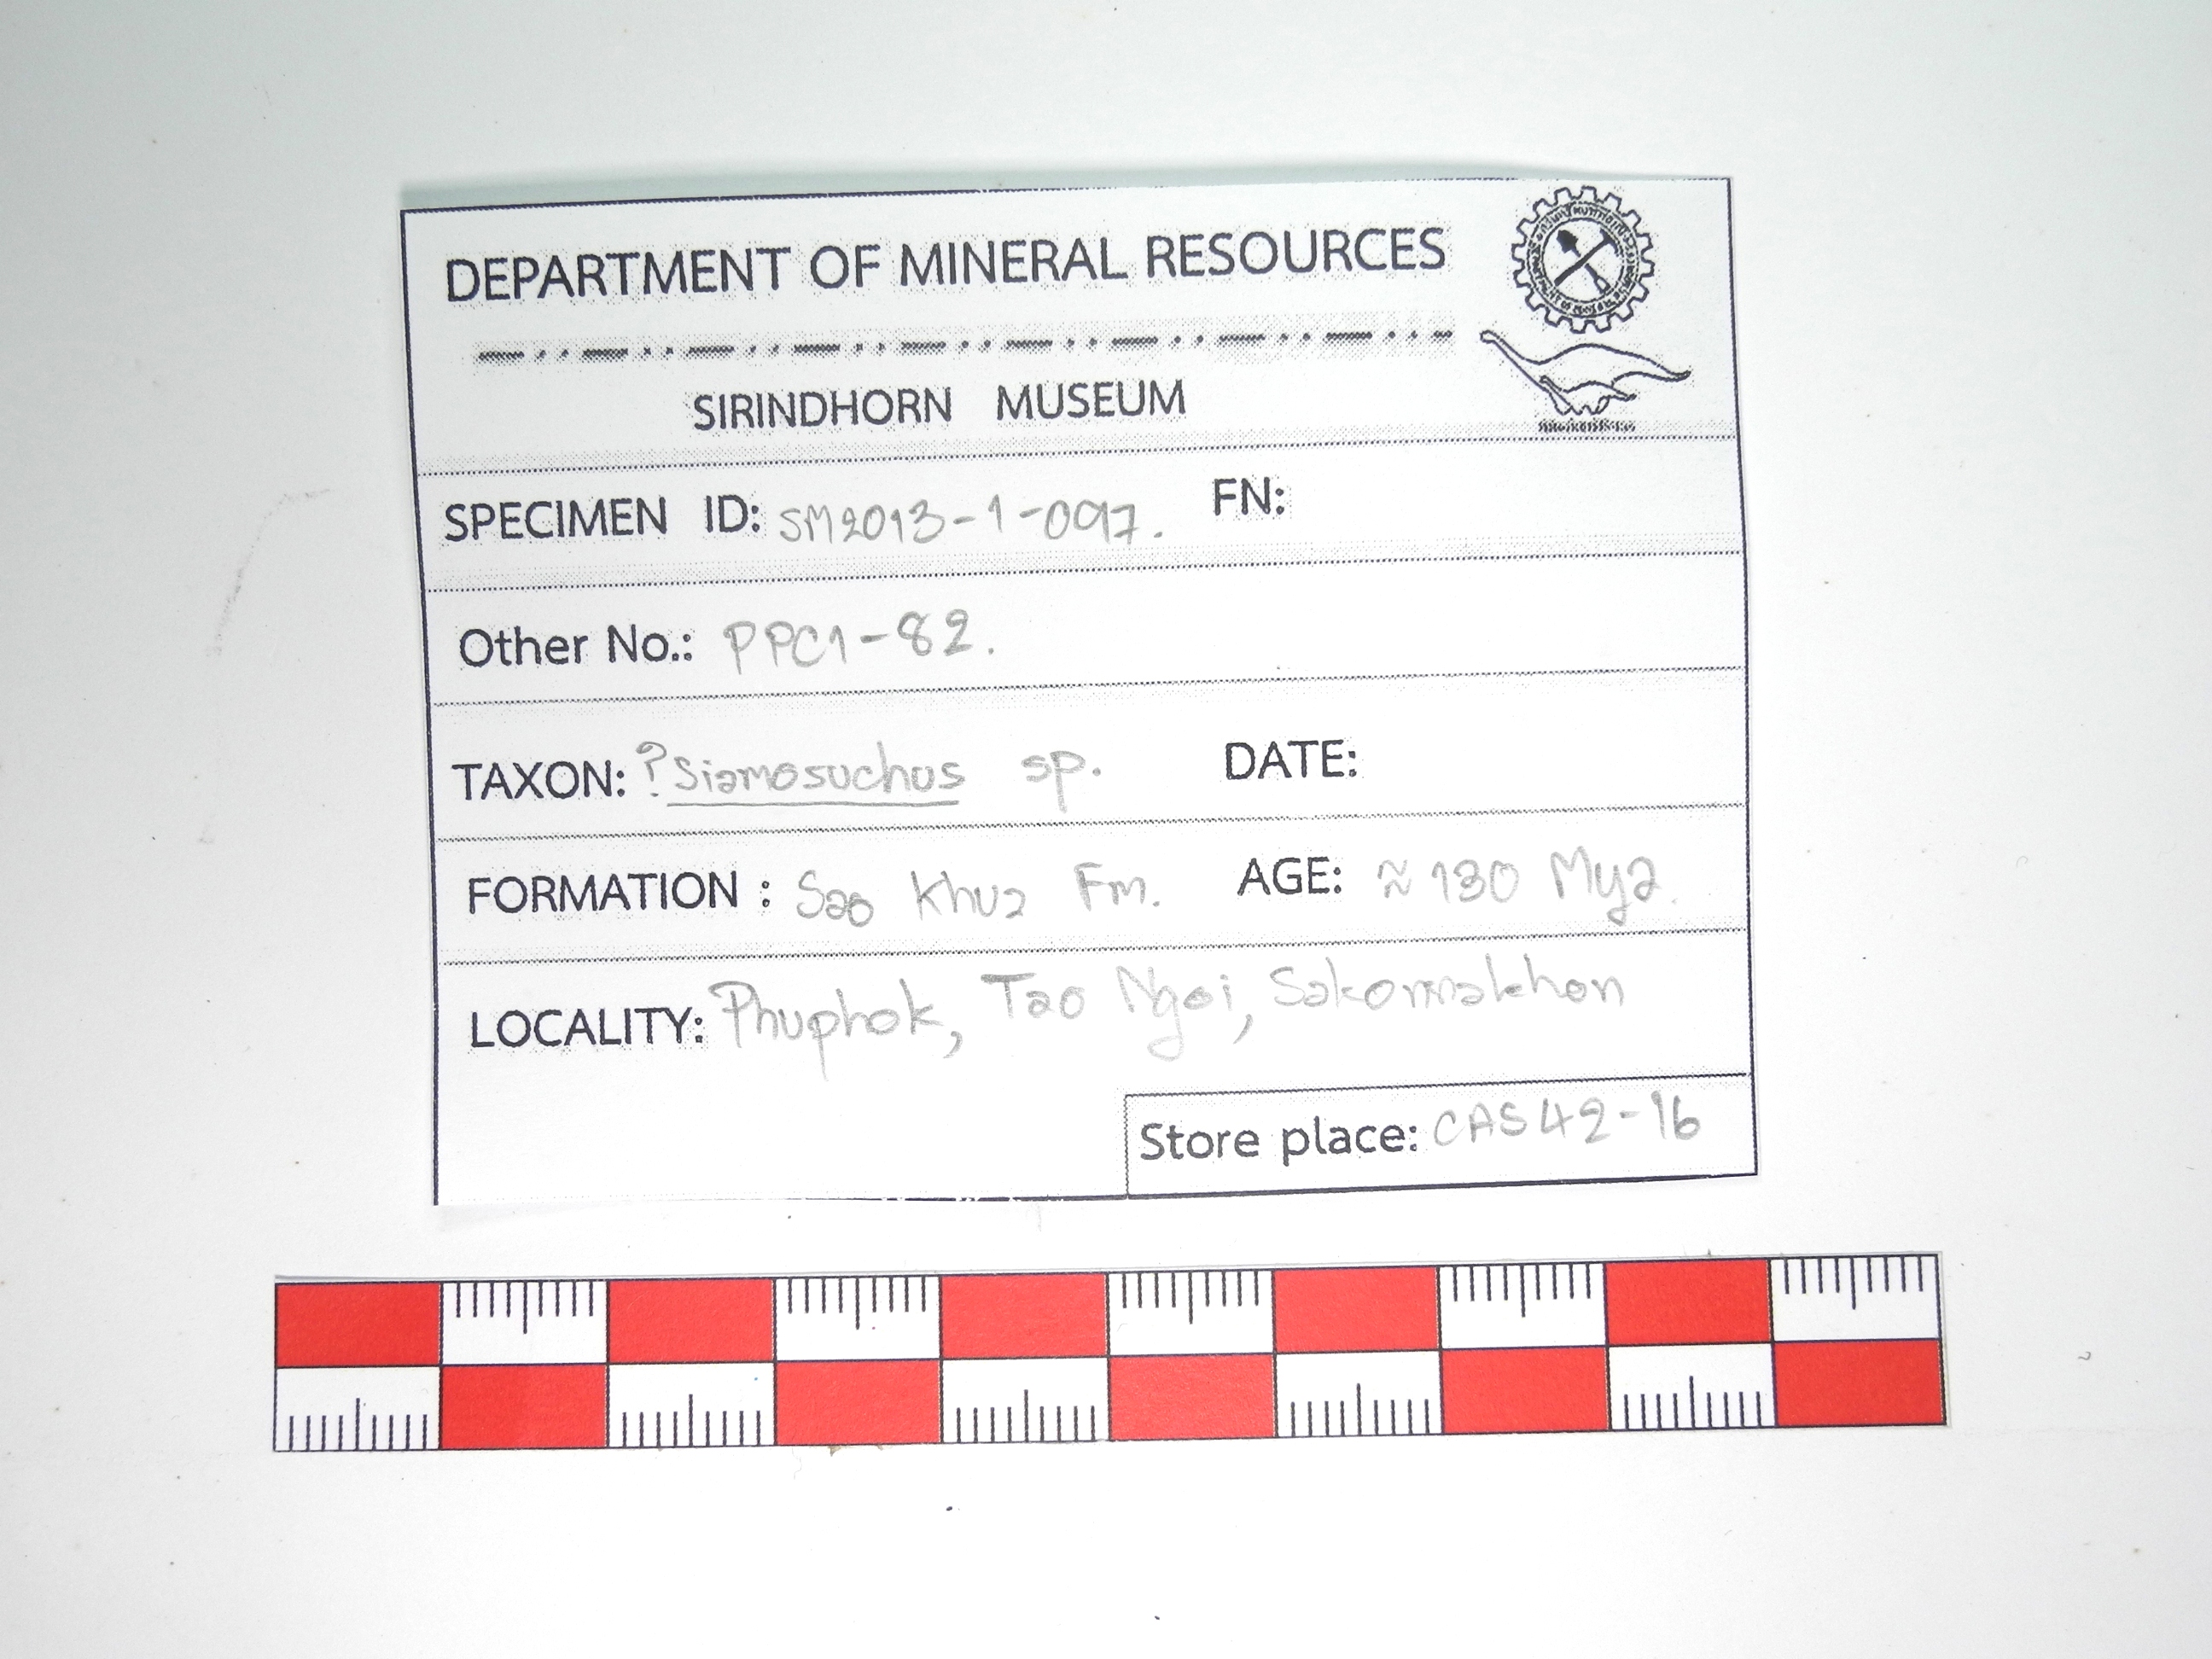 DEPARTMENT OF MINERAL RESOURCES
SIRINDHORN MUSEUM
SPECIMEN ID: SM2013-1-097. FN:
Other No.: PPC1-82.
TAXON: ?Siamosuchus sp. DATE:
FORMATION : Sao Khua Fm. AGE: ≈ 130 Mya.
LOCALITY: Phuphok, Tao Ngoi, Sakonnakhon
Store place: CAS42-16